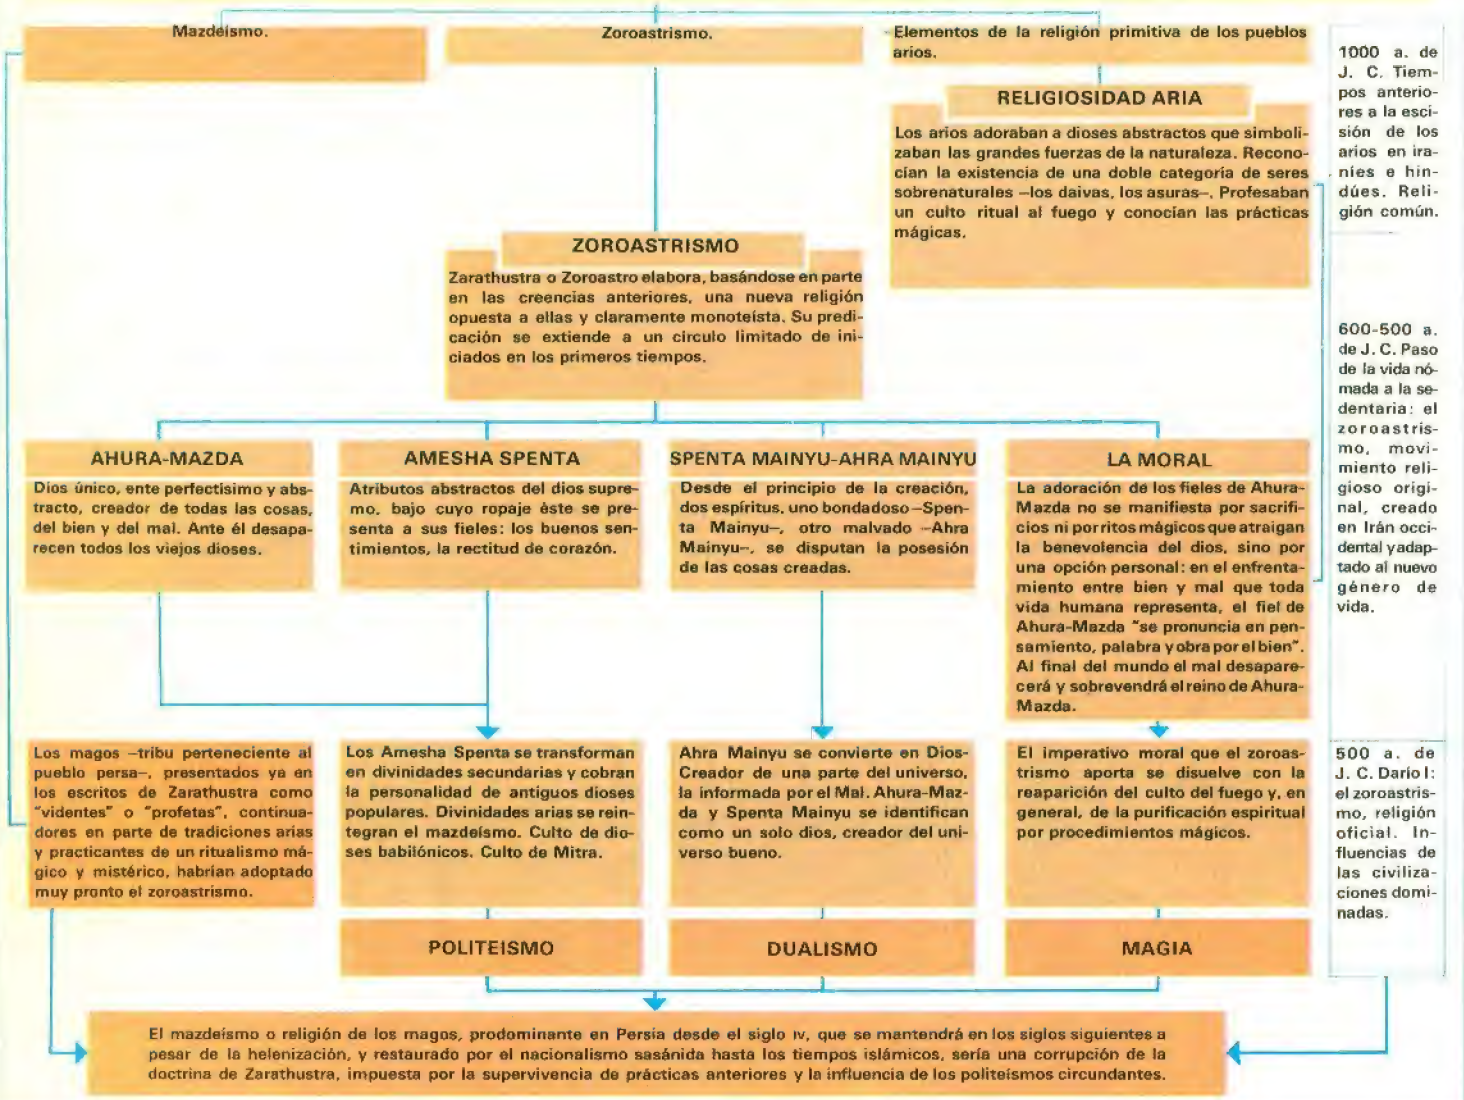 Mazdeísmo.
Zoroastrismo.
Elementos de la religión primitiva de los pueblos
arios.
RELIGIOSIDAD ARIA
Los arios adoraban a dioses abstractos que simboli-
zaban las grandes fuerzas de la naturaleza. Recono-
cían la existencia de una doble categoría de seres
sobrenaturales –los daivas, los asuras–. Profesaban
un culto ritual al fuego y conocían las prácticas
mágicas.
1000 a. de
J. C. Tiem-
pos anterio-
res a la esci-
sión de los
arios en ira-
níes e hin-
dúes. Reli-
gión común.
ZOROASTRISMO
Zarathustra o Zoroastro elabora, basándose en parte
en las creencias anteriores, una nueva religión
opuesta a ellas y claramente monoteísta. Su predi-
cación se extiende a un círculo limitado de ini-
ciados en los primeros tiempos.
600-500 a.
de J. C. Paso
de la vida nó-
mada a la se-
dentaria: el
zoroastris-
mo, movi-
miento reli-
gioso origi-
nal, creado
en Irán occi-
dental y adap-
tado al nuevo
género de
vida.
AHURA-MAZDA
Dios único, ente perfectísimo y abs-
tracto, creador de todas las cosas,
del bien y del mal. Ante él desapa-
recen todos los viejos dioses.
AMESHA SPENTA
Atributos abstractos del dios supre-
mo, bajo cuyo ropaje éste se pre-
senta a sus fieles: los buenos sen-
timientos, la rectitud de corazón.
SPENTA MAINYU-AHRA MAINYU
Desde el principio de la creación,
dos espíritus, uno bondadoso –Spen-
ta Mainyu–, otro malvado –Ahra
Mainyu–, se disputan la posesión
de las cosas creadas.
LA MORAL
La adoración de los fieles de Ahura-
Mazda no se manifiesta por sacrifi-
cios ni por ritos mágicos que atraigan
la benevolencia del dios, sino por
una opción personal: en el enfrenta-
miento entre bien y mal que toda
vida humana representa, el fiel de
Ahura-Mazda "se pronuncia en pen-
samiento, palabra y obra por el bien".
Al final del mundo el mal desapare-
cerá y sobrevendrá el reino de Ahura-
Mazda.
Los magos –tribu perteneciente al
pueblo persa–, presentados ya en
los escritos de Zarathustra como
"videntes" o "profetas", continua-
dores en parte de tradiciones arias
y practicantes de un ritualismo má-
gico y mistérico, habrían adoptado
muy pronto el zoroastrismo.
Los Amesha Spenta se transforman
en divinidades secundarias y cobran
la personalidad de antiguos dioses
populares. Divinidades arias se rein-
tegran el mazdeísmo. Culto de dio-
ses babilónicos. Culto de Mitra.
Ahra Mainyu se convierte en Dios-
Creador de una parte del universo,
la informada por el Mal. Ahura-Maz-
da y Spenta Mainyu se identifican
como un solo dios, creador del uni-
verso bueno.
El imperativo moral que el zoroas-
trismo aporta se disuelve con la
reaparición del culto del fuego y, en
general, de la purificación espiritual
por procedimientos mágicos.
500 a. de
J. C. Darío I:
el zoroastris-
mo, religión
oficial. In-
fluencias de
las civiliza-
ciones domi-
nadas.
POLITEISMO
DUALISMO
MAGIA
El mazdeísmo o religión de los magos, prodominante en Persia desde el siglo IV, que se mantendrá en los siglos siguientes a
pesar de la helenización, y restaurado por el nacionalismo sasánida hasta los tiempos islámicos, sería una corrupción de la
doctrina de Zarathustra, impuesta por la supervivencia de prácticas anteriores y la influencia de los politeísmos circundantes.